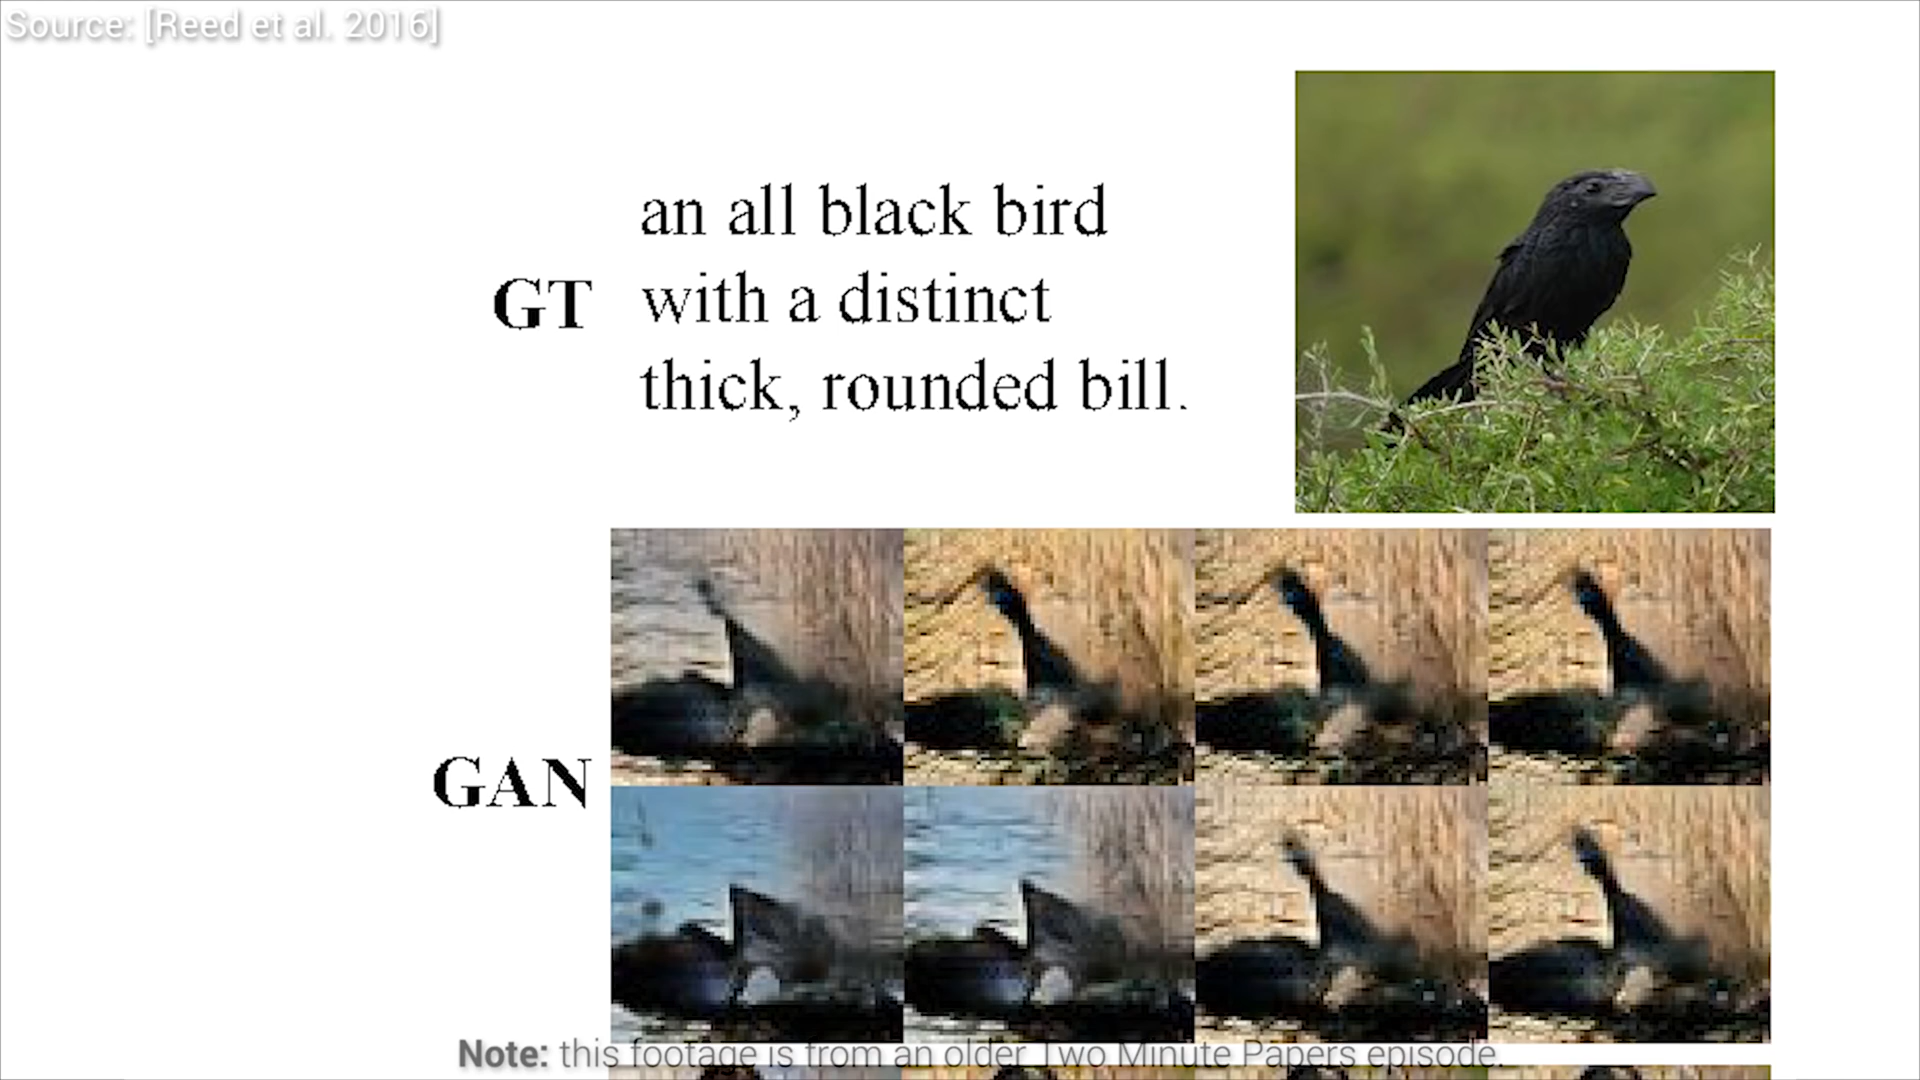 Source: [Reed et al. 2016]
an all black bird
GT with a distinct
thick, rounded bill.
GAN
Note: this footage is from an older Two Minute Papers episode.